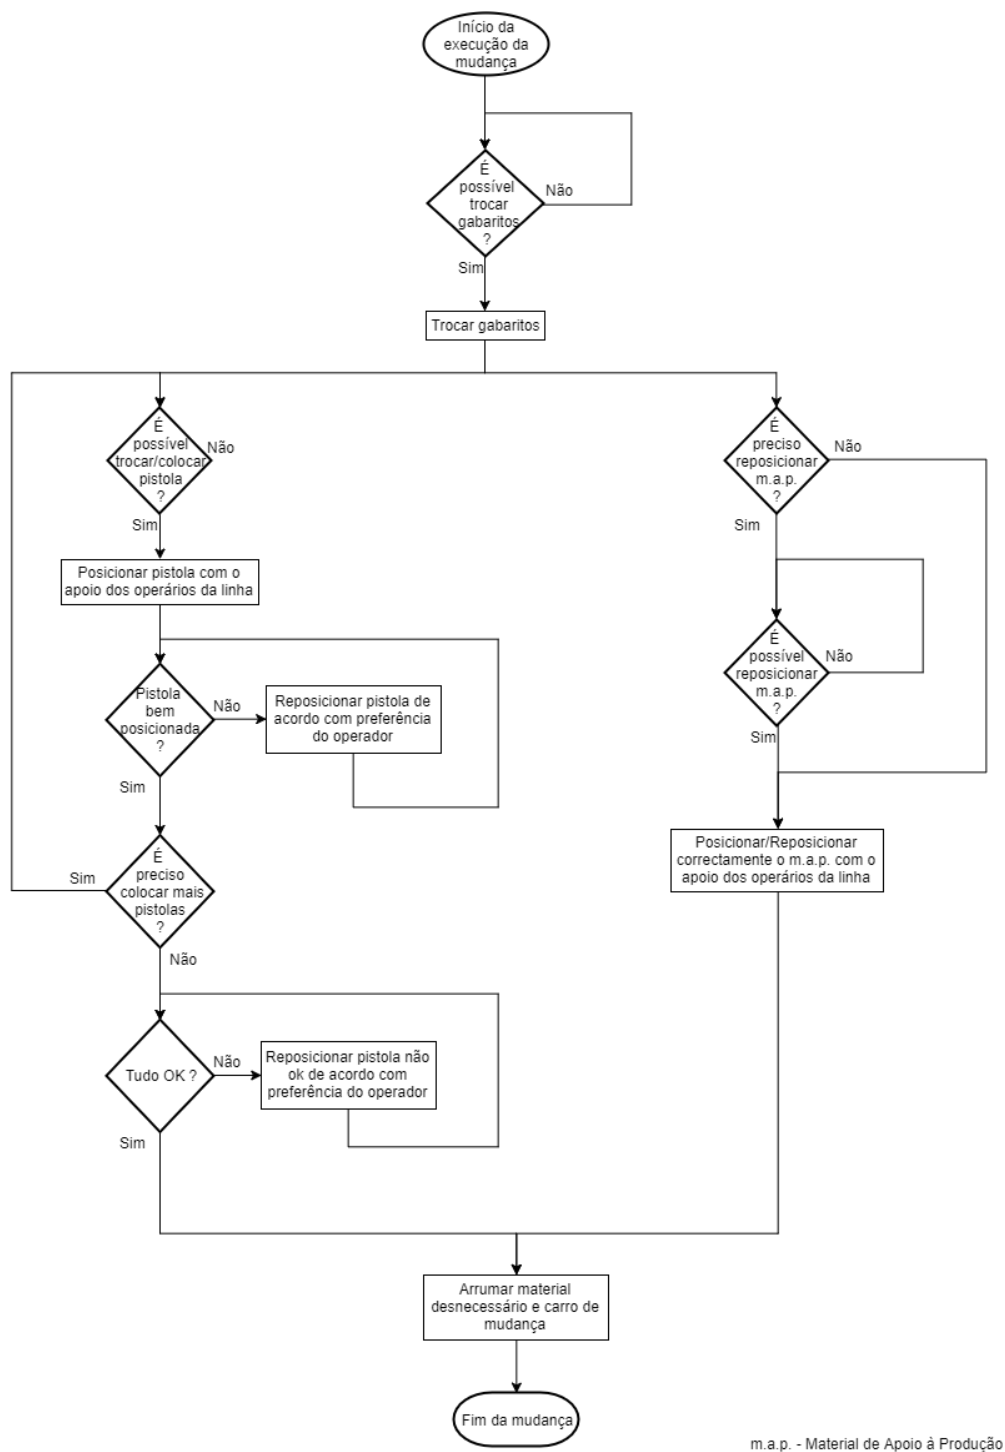 Início da
execução da
mudança
É
possível
trocar
gabaritos
?
Não
Sim
Trocar gabaritos
É
possível
trocar/colocar
pistola
?
Não
Sim
Posicionar pistola com o
apoio dos operários da linha
Pistola
bem
posicionada
?
Não
Reposicionar pistola de
acordo com preferência
do operador
Sim
É
preciso
colocar mais
pistolas
?
Sim
Não
Tudo OK ?
Não
Reposicionar pistola não
ok de acordo com
preferência do operador
Sim
É
preciso
reposicionar
m.a.p.
?
Não
Sim
É
possível
reposicionar
m.a.p.
?
Não
Sim
Posicionar/Reposicionar
correctamente o m.a.p. com o
apoio dos operários da linha
Arrumar material
desnecessário e carro de
mudança
Fim da mudança
m.a.p. - Material de Apoio à Produção